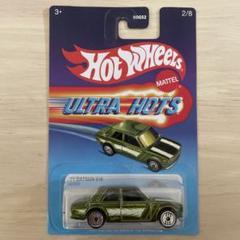 3+
2/8
HOT WHEELS
MATTEL
ULTRA HOTS
'71 DATSUN 510